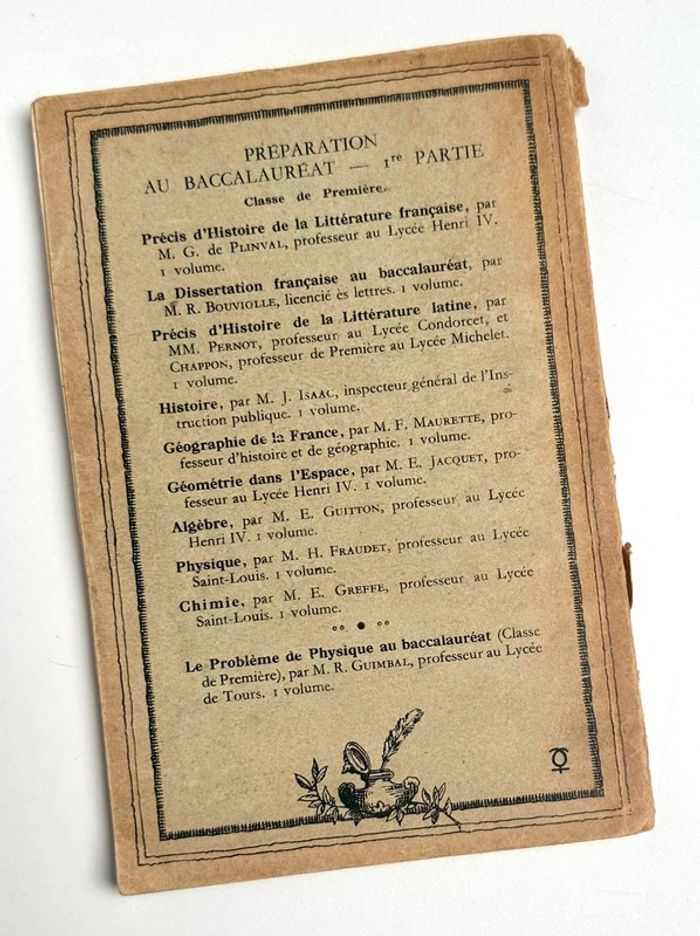 PRÉPARATION
AU BACCALAURÉAT — 1re PARTIE
Classe de Première.
Précis d'Histoire de la Littérature française, par
M. G. de PLINVAL, professeur au Lycée Henri IV.
1 volume.
La Dissertation française au baccalauréat, par
M. R. BOUVIOLLE, licencié ès lettres. 1 volume.
Précis d'Histoire de la Littérature latine, par
MM. PERNOT, professeur au Lycée Condorcet, et
CHAPPON, professeur de Première au Lycée Michelet.
1 volume.
Histoire, par M. J. ISAAC, inspecteur général de l'Ins-
truction publique. 1 volume.
Géographie de la France, par M. F. MAURETTE, pro-
fesseur d'histoire et de géographie. 1 volume.
Géométrie dans l'Espace, par M. E. JACQUET, pro-
fesseur au Lycée Henri IV. 1 volume.
Algèbre, par M. E. GUITTON, professeur au Lycée
Henri IV. 1 volume.
Physique, par M. H. FRAUDET, professeur au Lycée
Saint-Louis. 1 volume.
Chimie, par M. E. GREFFE, professeur au Lycée
Saint-Louis. 1 volume.
Le Problème de Physique au baccalauréat (Classe
de Première), par M. R. GUIMBAL, professeur au Lycée
de Tours. 1 volume.